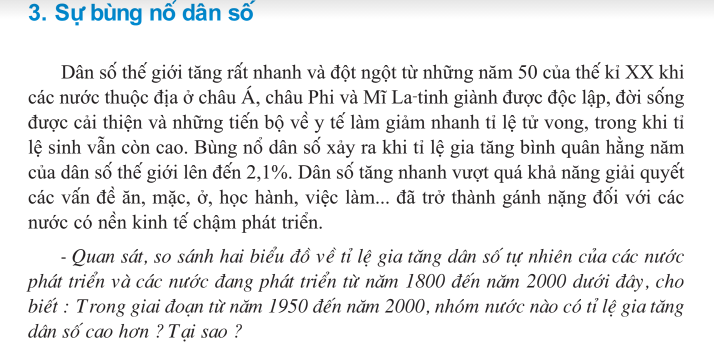 3. Sự bùng nổ dân số
Dân số thế giới tăng rất nhanh và đột ngột từ những năm 50 của thế kỉ XX khi
các nước thuộc địa ở châu Á, châu Phi và Mĩ La-tinh giành được độc lập, đời sống
được cải thiện và những tiến bộ về y tế làm giảm nhanh tỉ lệ tử vong, trong khi tỉ
lệ sinh vẫn còn cao. Bùng nổ dân số xảy ra khi tỉ lệ gia tăng bình quân hằng năm
của dân số thế giới lên đến 2,1%. Dân số tăng nhanh vượt quá khả năng giải quyết
các vấn đề ăn, mặc, ở, học hành, việc làm... đã trở thành gánh nặng đối với các
nước có nền kinh tế chậm phát triển.
- Quan sát, so sánh hai biểu đồ về tỉ lệ gia tăng dân số tự nhiên của các nước
phát triển và các nước đang phát triển từ năm 1800 đến năm 2000 dưới đây, cho
biết : Trong giai đoạn từ năm 1950 đến năm 2000, nhóm nước nào có tỉ lệ gia tăng
dân số cao hơn ? Tại sao ?